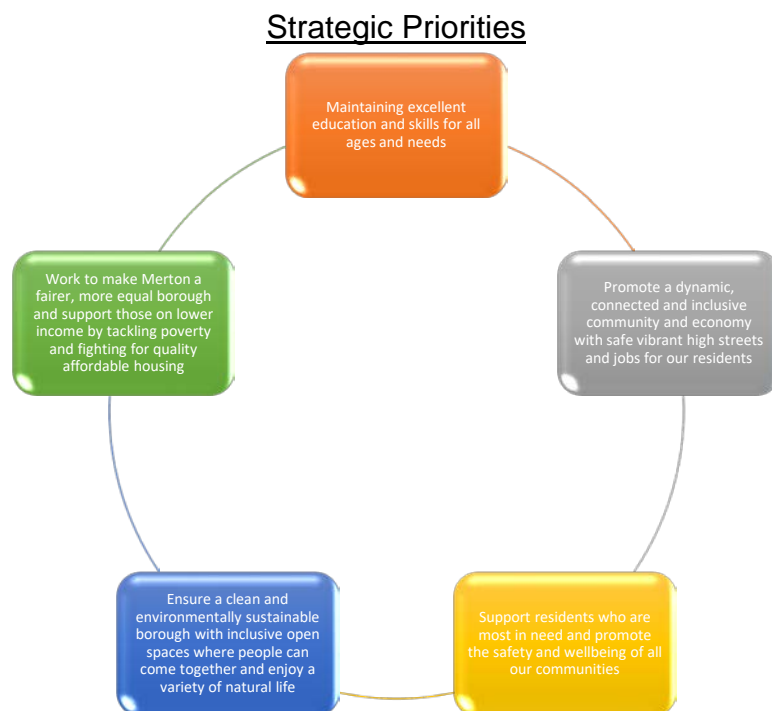 Strategic Priorities
Maintaining excellent
education and skills for all
ages and needs
Promote a dynamic,
connected and inclusive
community and economy
with safe vibrant high streets
and jobs for our residents
Support residents who are
most in need and promote
the safety and wellbeing of all
our communities
Ensure a clean and
environmentally sustainable
borough with inclusive open
spaces where people can
come together and enjoy a
variety of natural life
Work to make Merton a
fairer, more equal borough
and support those on lower
income by tackling poverty
and fighting for quality
affordable housing